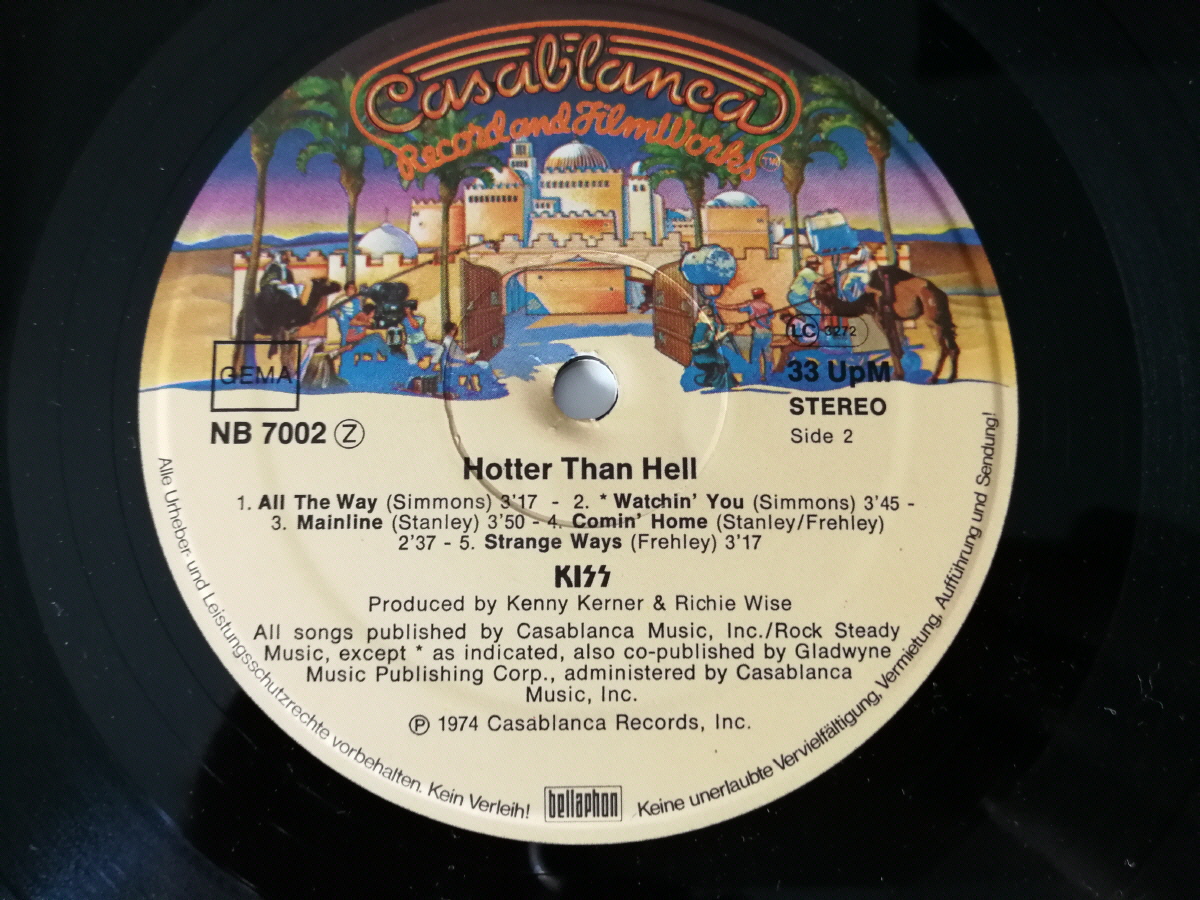 Casablanca
Record and FilmWorks™
LC 3272
GEMA
33 UpM
STEREO
NB 7002 Ⓩ
Side 2
Hotter Than Hell
1. All The Way (Simmons) 3'17 - 2. * Watchin' You (Simmons) 3'45 -
3. Mainline (Stanley) 3'50 - 4. Comin' Home (Stanley/Frehley)
2'37 - 5. Strange Ways (Frehley) 3'17
KISS
Produced by Kenny Kerner & Richie Wise
All songs published by Casablanca Music, Inc./Rock Steady
Music, except * as indicated, also co-published by Gladwyne
Music Publishing Corp., administered by Casablanca
Music, Inc.
℗ 1974 Casablanca Records, Inc.
Alle Urheber- und Leistungsschutzrechte vorbehalten. Kein Verleih!
bellaphon
Keine unerlaubte Vervielfältigung, Vermietung, Aufführung und Sendung!